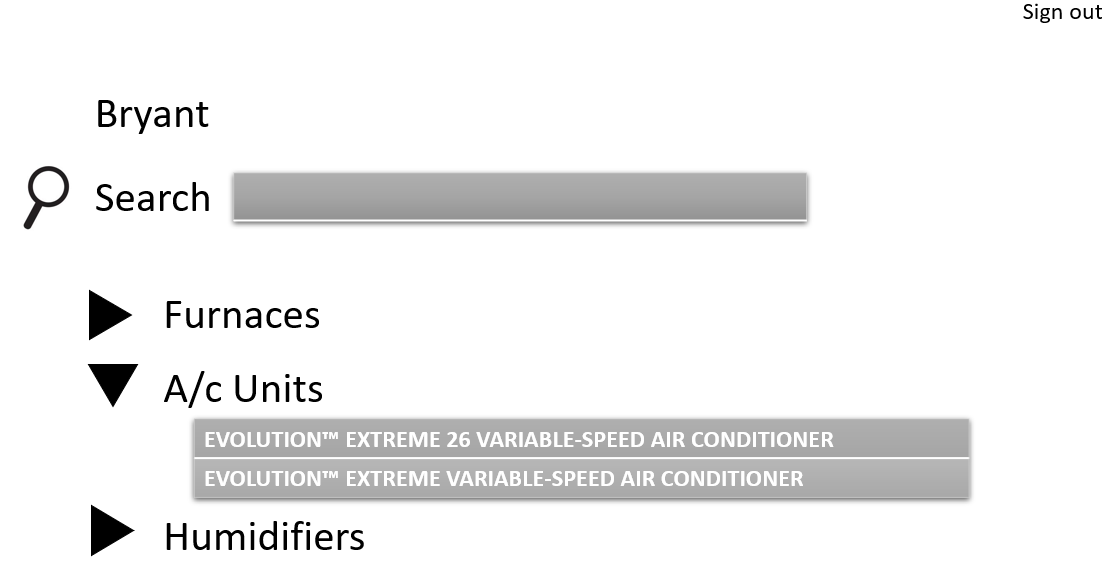 Sign out
Bryant
Search
Furnaces
A/c Units
EVOLUTION™ EXTREME 26 VARIABLE-SPEED AIR CONDITIONER
EVOLUTION™ EXTREME VARIABLE-SPEED AIR CONDITIONER
Humidifiers